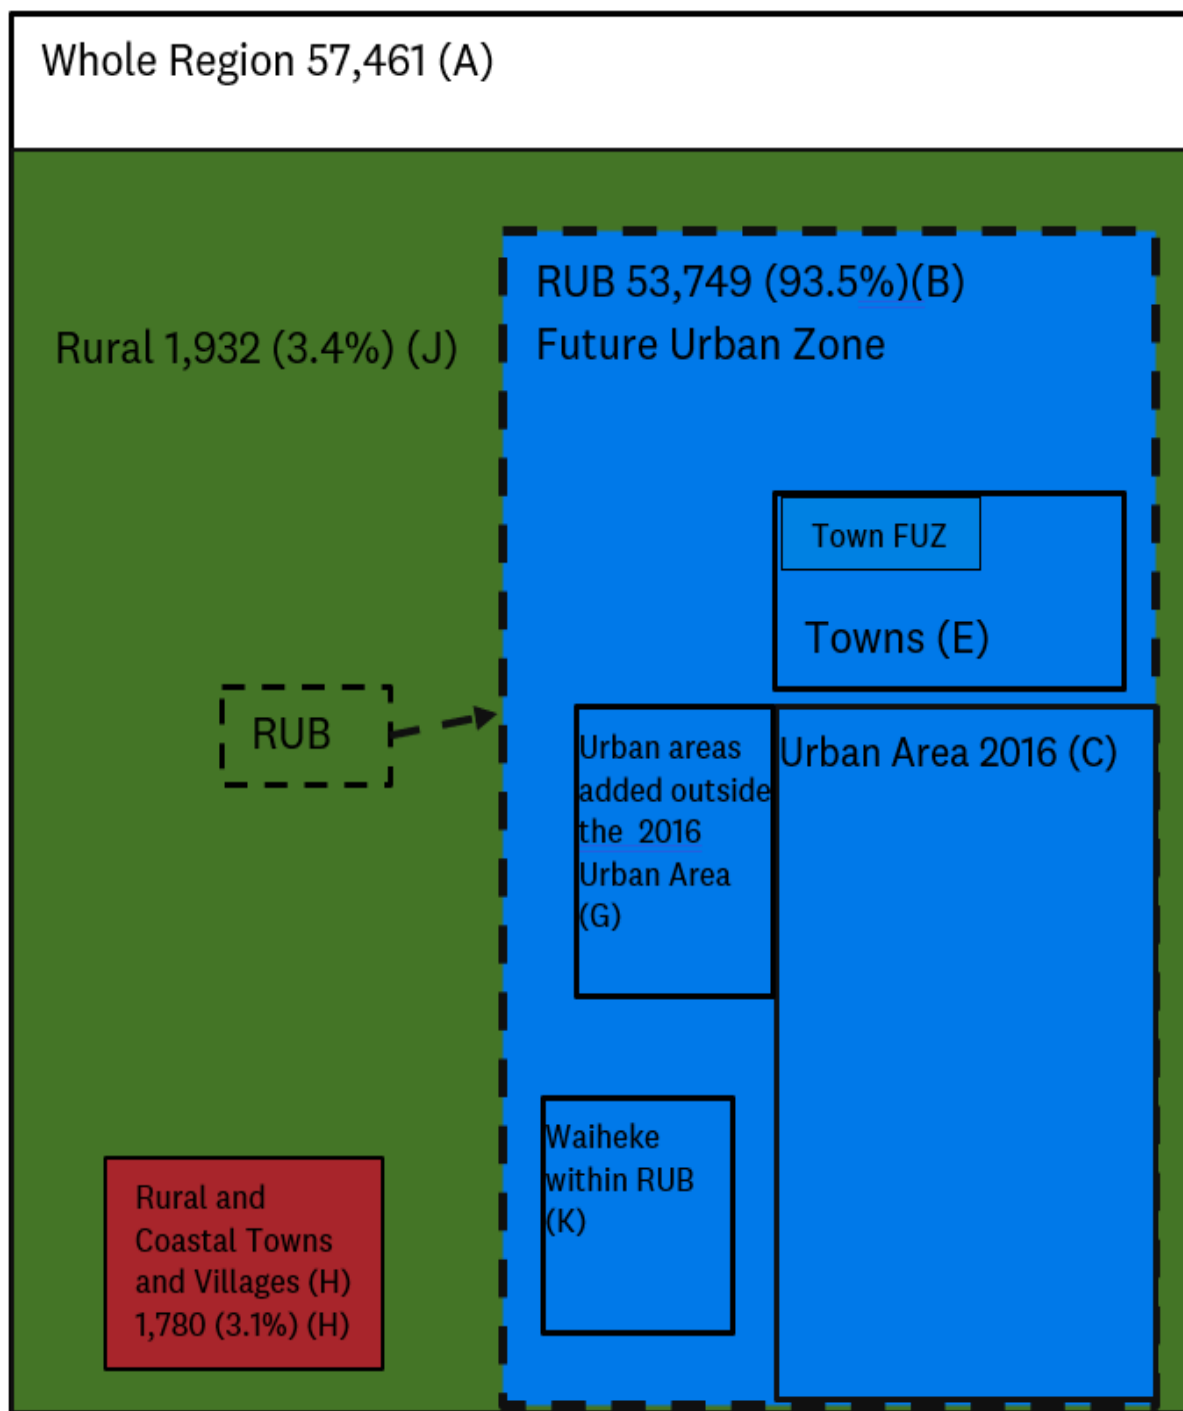 Whole Region 57,461 (A)
RUB 53,749 (93.5%)(B)
Future Urban Zone
Rural 1,932 (3.4%) (J)
Town FUZ
Towns (E)
RUB
Urban areas
added outside
the  2016
Urban Area
(G)
Urban Area 2016 (C)
Waiheke
within RUB
(K)
Rural and
Coastal Towns
and Villages (H)
1,780 (3.1%) (H)